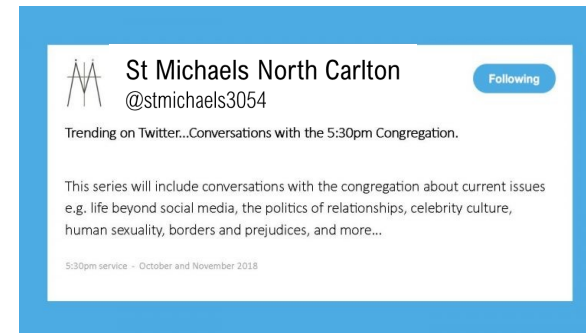 St Michaels North Carlton
Following
@stmichaels3054
Trending on Twitter...Conversations with the 5:30pm Congregation.
This series will include conversations with the congregation about current issues
e.g. life beyond social media, the politics of relationships, celebrity culture,
human sexuality, borders and prejudices, and more...
5:30pm service - October and November 2018